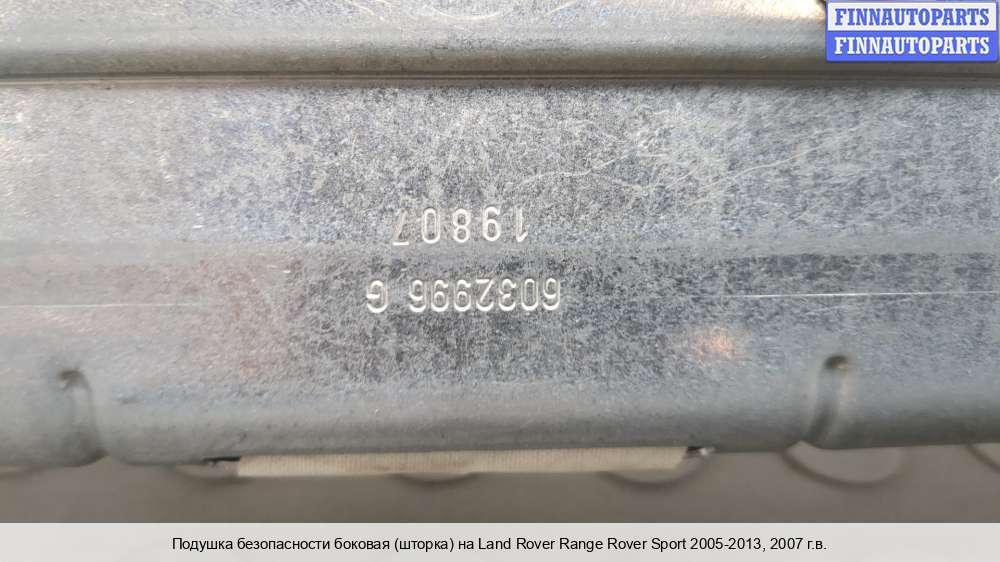 FINNAUTOPARTS
FINNAUTOPARTS
6032996 G
19807
Подушка безопасности боковая (шторка) на Land Rover Range Rover Sport 2005-2013, 2007 г.в.